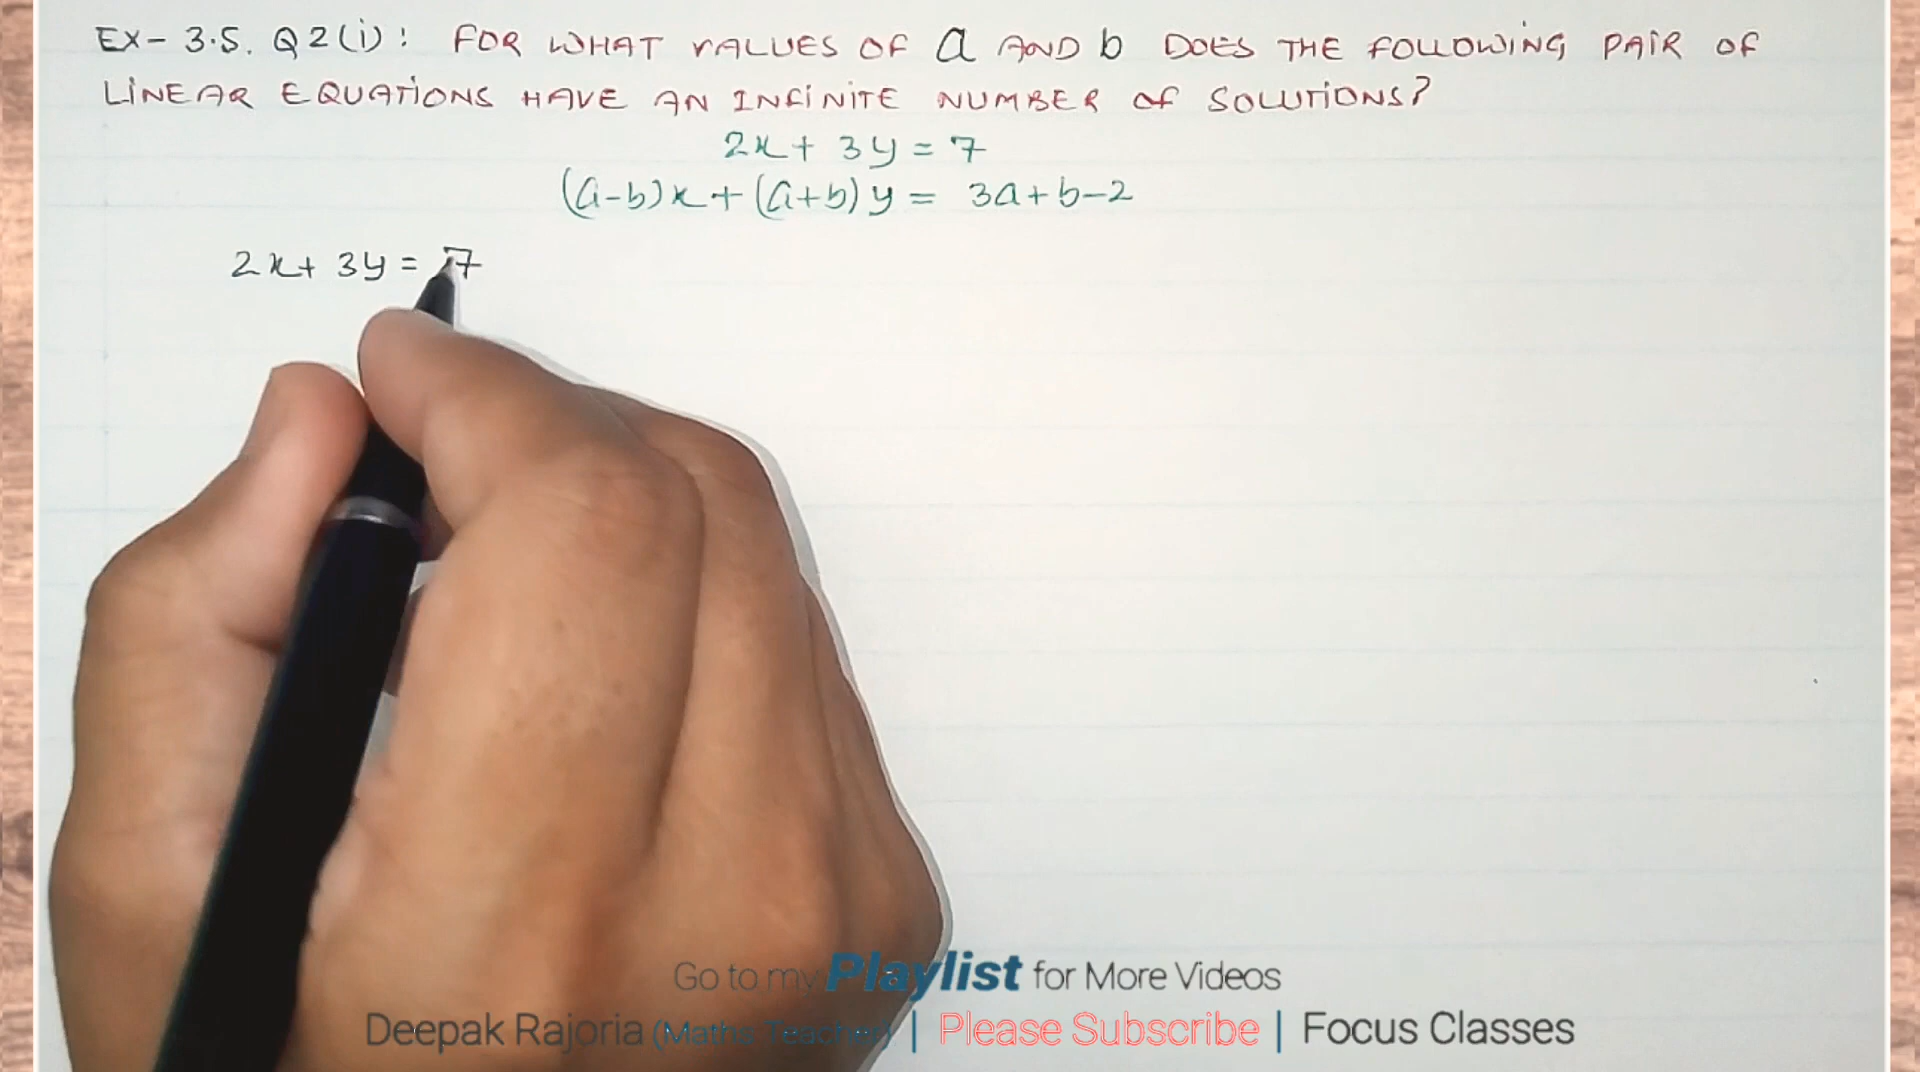 EX- 3.5. Q2(i): FOR WHAT VALUES OF a AND b DOES THE FOLLOWING PAIR OF
LINEAR EQUATIONS HAVE AN INFINITE NUMBER OF SOLUTIONS?
2x+ 3y = 7
(a-b)x+(a+b)y = 3a+b-2
2x+ 3y = 7
Go to my Playlist for More Videos
Deepak Rajoria (Maths Teacher) | Please Subscribe | Focus Classes